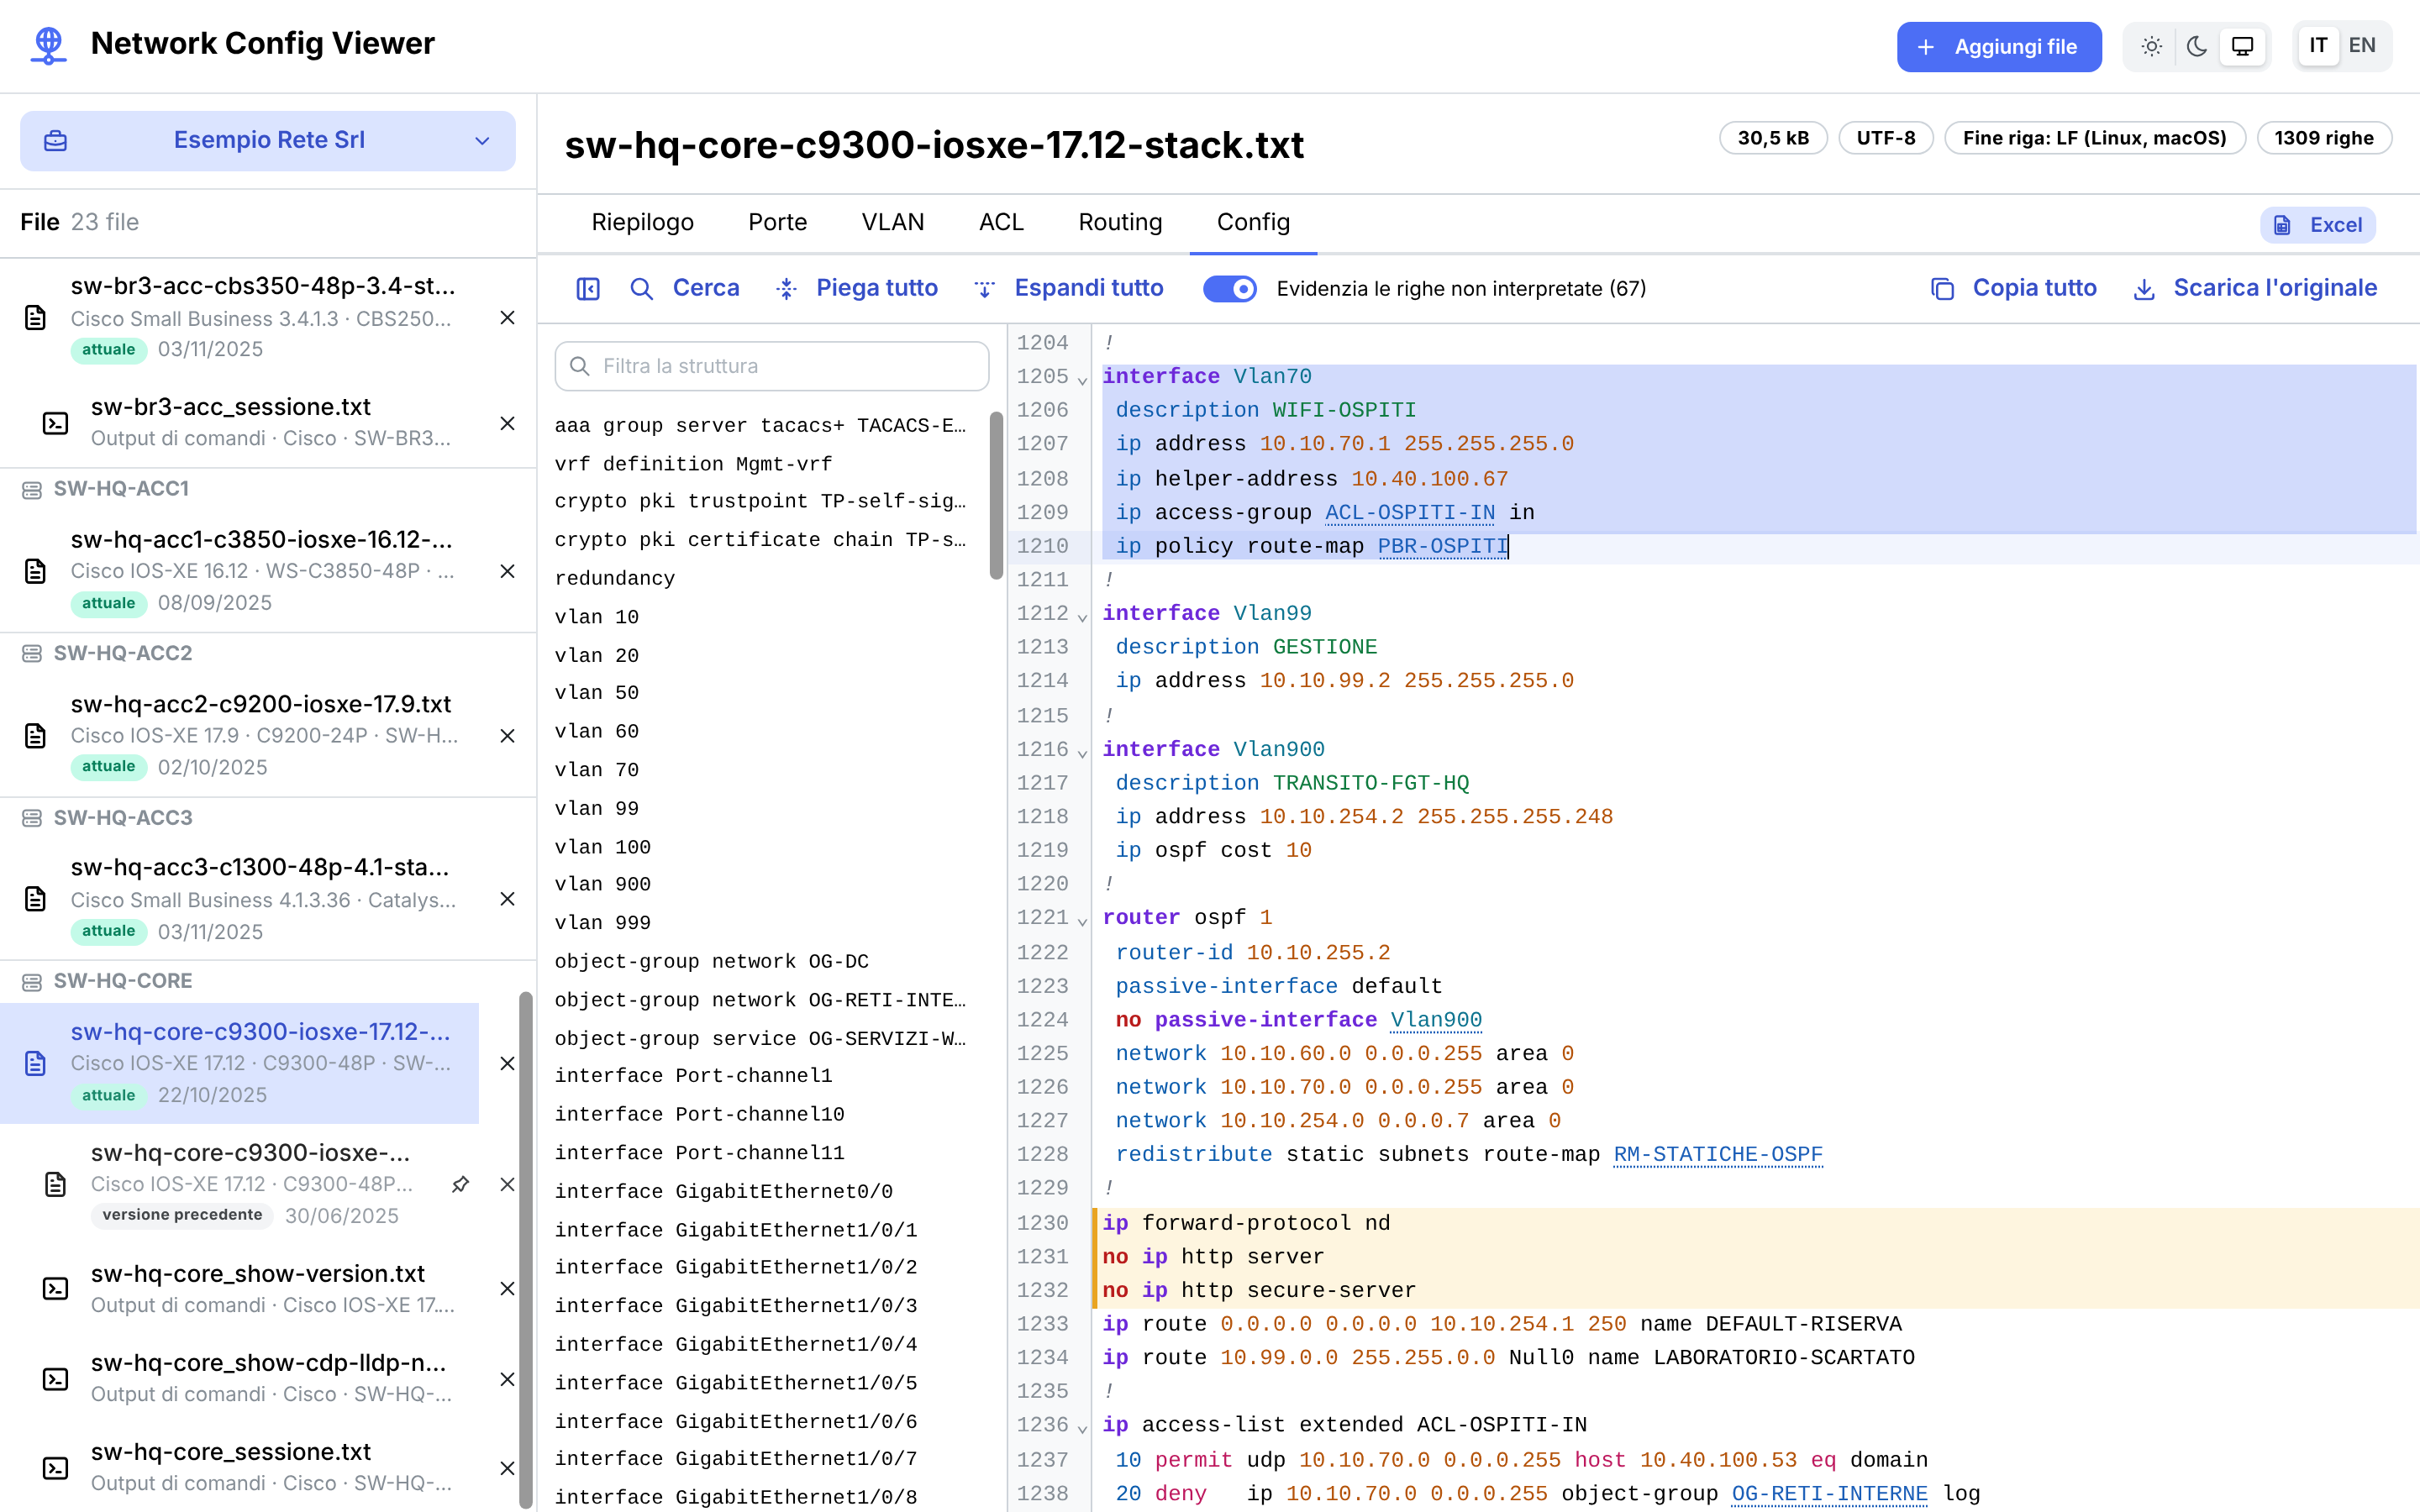 Network Config Viewer
Aggiungi file
IT EN
Esempio Rete Srl
File 23 file
sw-br3-acc-cbs350-48p-3.4-st...
Cisco Small Business 3.4.1.3 · CBS250...
attuale 03/11/2025
sw-br3-acc_sessione.txt
Output di comandi · Cisco · SW-BR3...
SW-HQ-ACC1
sw-hq-acc1-c3850-iosxe-16.12-...
Cisco IOS-XE 16.12 · WS-C3850-48P · ...
attuale 08/09/2025
SW-HQ-ACC2
sw-hq-acc2-c9200-iosxe-17.9.txt
Cisco IOS-XE 17.9 · C9200-24P · SW-H...
attuale 02/10/2025
SW-HQ-ACC3
sw-hq-acc3-c1300-48p-4.1-sta...
Cisco Small Business 4.1.3.36 · Catalys...
attuale 03/11/2025
SW-HQ-CORE
sw-hq-core-c9300-iosxe-17.12-...
Cisco IOS-XE 17.12 · C9300-48P · SW-...
attuale 22/10/2025
sw-hq-core-c9300-iosxe-...
Cisco IOS-XE 17.12 · C9300-48P...
versione precedente 30/06/2025
sw-hq-core_show-version.txt
Output di comandi · Cisco IOS-XE 17....
sw-hq-core_show-cdp-lldp-n...
Output di comandi · Cisco · SW-HQ-...
sw-hq-core_sessione.txt
Output di comandi · Cisco · SW-HQ-...
sw-hq-core-c9300-iosxe-17.12-stack.txt
30,5 kB UTF-8 Fine riga: LF (Linux, macOS) 1309 righe
Riepilogo Porte VLAN ACL Routing Config
Excel
Cerca Piega tutto Espandi tutto Evidenzia le righe non interpretate (67) Copia tutto Scarica l'originale
Filtra la struttura
aaa group server tacacs+ TACACS-E…
vrf definition Mgmt-vrf
crypto pki trustpoint TP-self-sig…
crypto pki certificate chain TP-s…
redundancy
vlan 10
vlan 20
vlan 50
vlan 60
vlan 70
vlan 99
vlan 100
vlan 900
vlan 999
object-group network OG-DC
object-group network OG-RETI-INTE…
object-group service OG-SERVIZI-W…
interface Port-channel1
interface Port-channel10
interface Port-channel11
interface GigabitEthernet0/0
interface GigabitEthernet1/0/1
interface GigabitEthernet1/0/2
interface GigabitEthernet1/0/3
interface GigabitEthernet1/0/4
interface GigabitEthernet1/0/5
interface GigabitEthernet1/0/6
interface GigabitEthernet1/0/7
interface GigabitEthernet1/0/8
1204 !
1205 interface Vlan70
1206 description WIFI-OSPITI
1207 ip address 10.10.70.1 255.255.255.0
1208 ip helper-address 10.40.100.67
1209 ip access-group ACL-OSPITI-IN in
1210 ip policy route-map PBR-OSPITI
1211 !
1212 interface Vlan99
1213 description GESTIONE
1214 ip address 10.10.99.2 255.255.255.0
1215 !
1216 interface Vlan900
1217 description TRANSITO-FGT-HQ
1218 ip address 10.10.254.2 255.255.255.248
1219 ip ospf cost 10
1220 !
1221 router ospf 1
1222 router-id 10.10.255.2
1223 passive-interface default
1224 no passive-interface Vlan900
1225 network 10.10.60.0 0.0.0.255 area 0
1226 network 10.10.70.0 0.0.0.255 area 0
1227 network 10.10.254.0 0.0.0.7 area 0
1228 redistribute static subnets route-map RM-STATICHE-OSPF
1229 !
1230 ip forward-protocol nd
1231 no ip http server
1232 no ip http secure-server
1233 ip route 0.0.0.0 0.0.0.0 10.10.254.1 250 name DEFAULT-RISERVA
1234 ip route 10.99.0.0 255.255.0.0 Null0 name LABORATORIO-SCARTATO
1235 !
1236 ip access-list extended ACL-OSPITI-IN
1237 10 permit udp 10.10.70.0 0.0.0.255 host 10.40.100.53 eq domain
1238 20 deny ip 10.10.70.0 0.0.0.255 object-group OG-RETI-INTERNE log